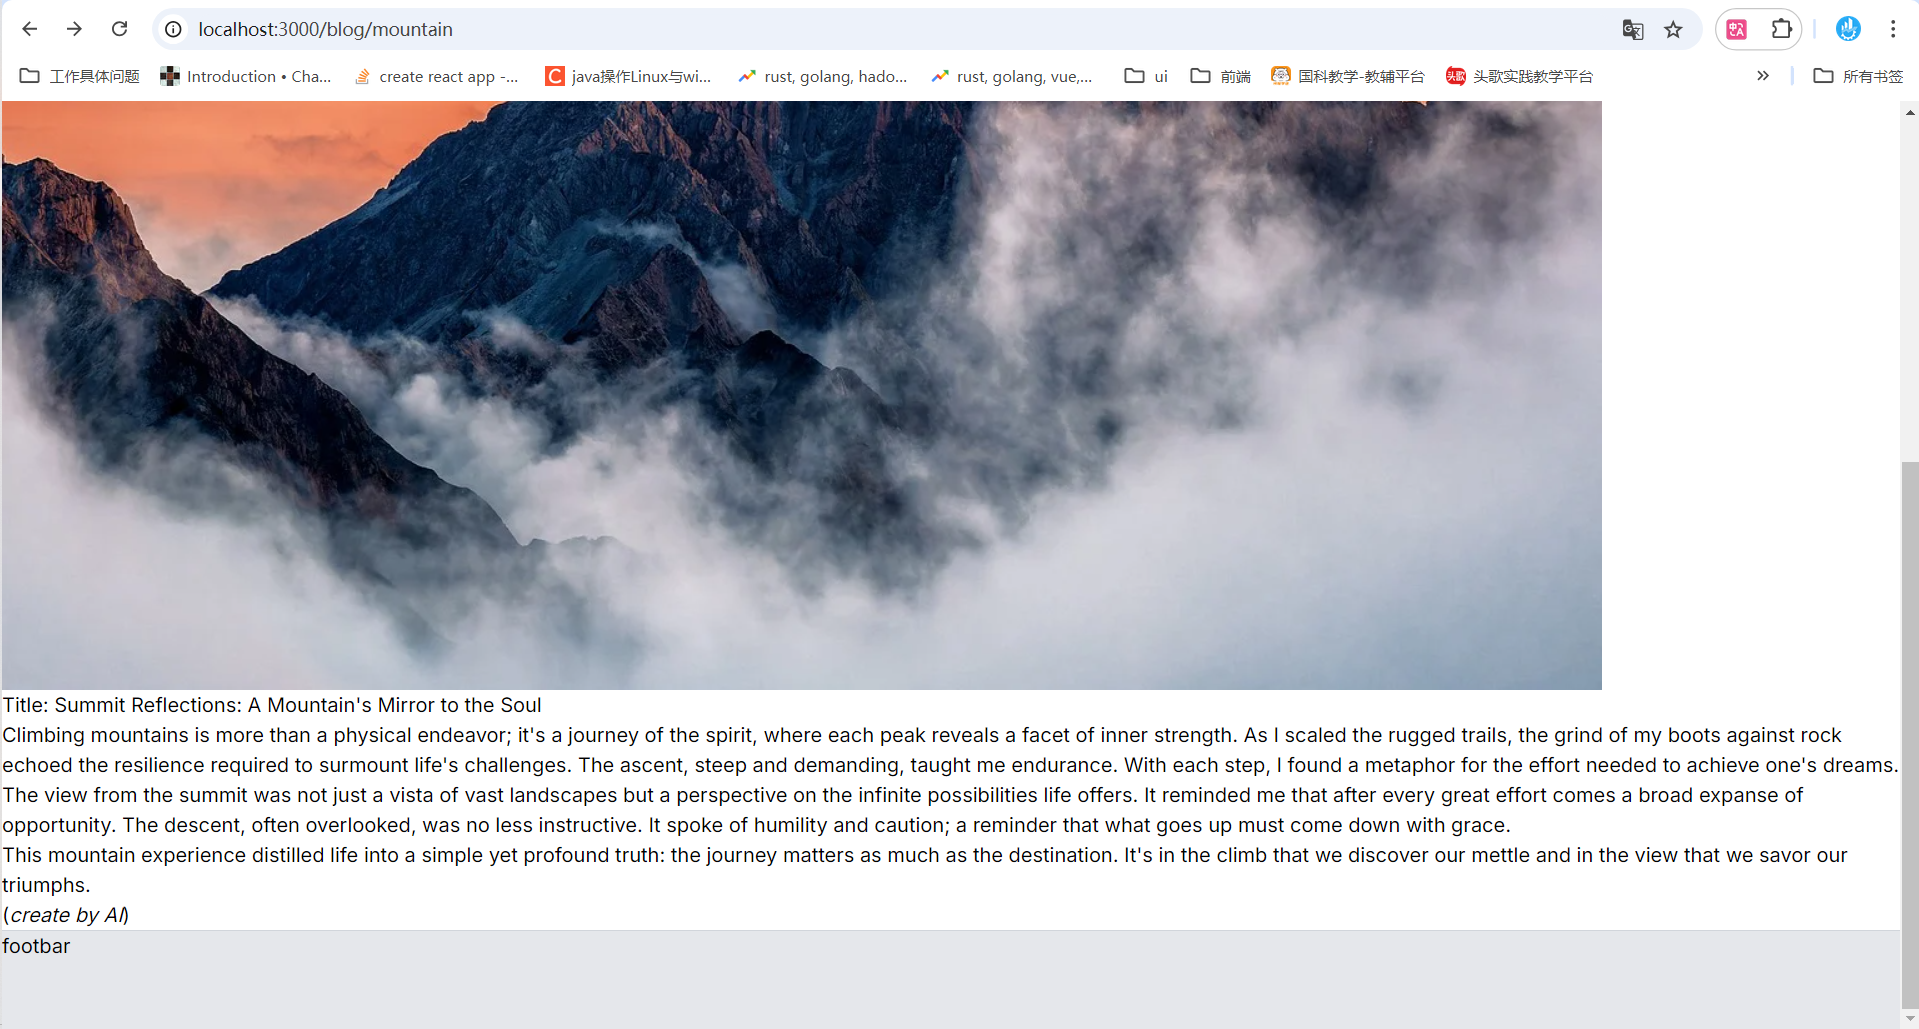 localhost:3000/blog/mountain
工作具体问题
Introduction • Cha...
create react app -...
C
java操作Linux与wi...
rust, golang, hado...
rust, golang, vue,...
ui
前端
国科教学-教辅平台
头歌
头歌实践教学平台
所有书签
Title: Summit Reflections: A Mountain's Mirror to the Soul
Climbing mountains is more than a physical endeavor; it's a journey of the spirit, where each peak reveals a facet of inner strength. As I scaled the rugged trails, the grind of my boots against rock
echoed the resilience required to surmount life's challenges. The ascent, steep and demanding, taught me endurance. With each step, I found a metaphor for the effort needed to achieve one's dreams.
The view from the summit was not just a vista of vast landscapes but a perspective on the infinite possibilities life offers. It reminded me that after every great effort comes a broad expanse of
opportunity. The descent, often overlooked, was no less instructive. It spoke of humility and caution; a reminder that what goes up must come down with grace.
This mountain experience distilled life into a simple yet profound truth: the journey matters as much as the destination. It's in the climb that we discover our mettle and in the view that we savor our
triumphs.
(create by AI)
footbar